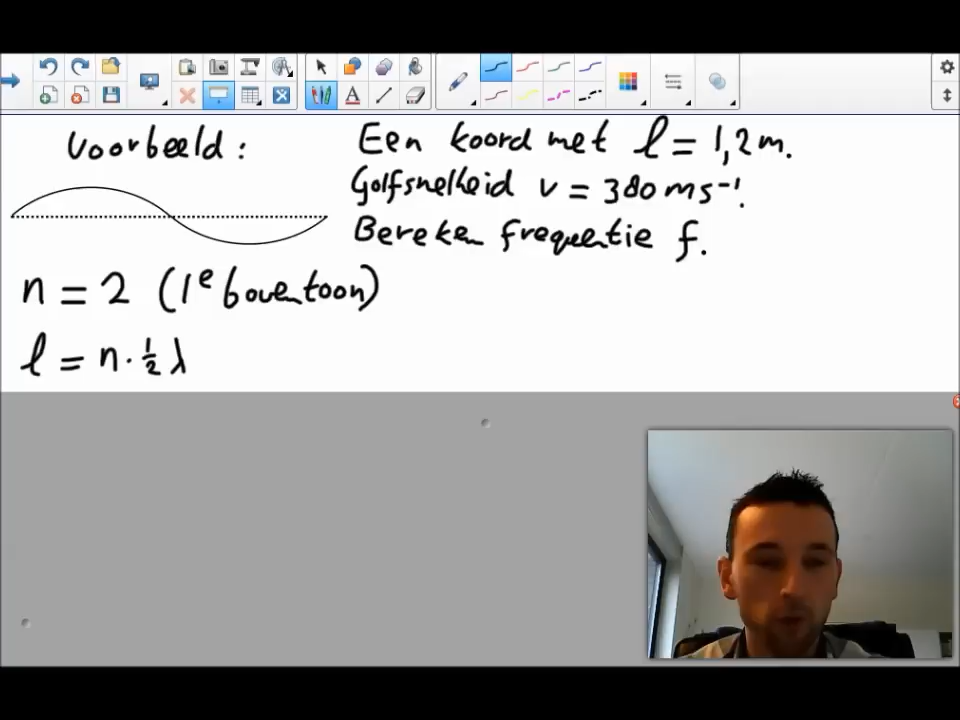 Voorbeeld:
Een koord met l = 1,2 m.
Golfsnelheid v = 380 ms⁻¹.
Bereken frequentie f.
n = 2 (1ᵉ boventoon)
l = n · ½ λ